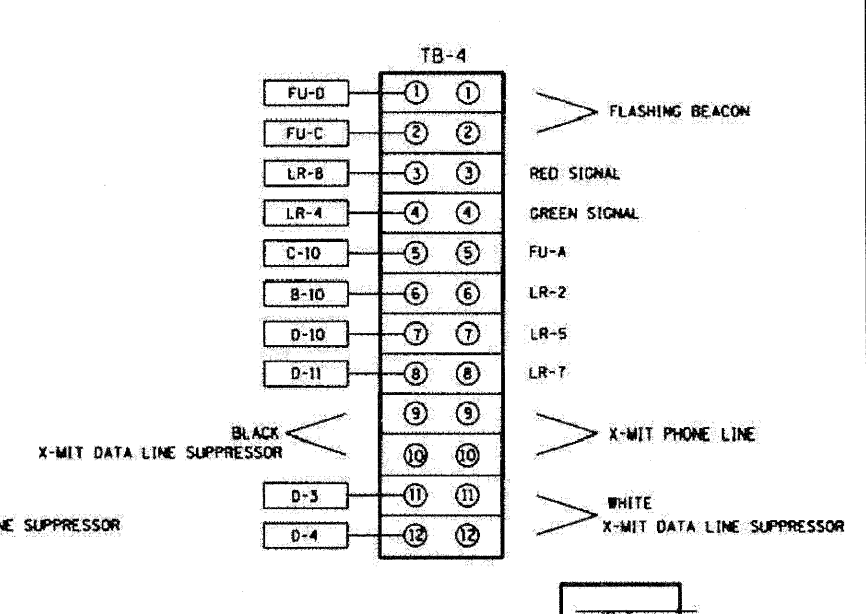 TB-4
FU-D 1 1
FLASHING BEACON
FU-C 2 2
LR-8 3 3 RED SIGNAL
LR-4 4 4 GREEN SIGNAL
C-10 5 5 FU-A
B-10 6 6 LR-2
D-10 7 7 LR-5
D-11 8 8 LR-7
9 9
BLACK
X-MIT DATA LINE SUPPRESSOR
X-MIT PHONE LINE
10 10
D-3 11 11
WHITE
X-MIT DATA LINE SUPPRESSOR
NE SUPPRESSOR
D-4 12 12